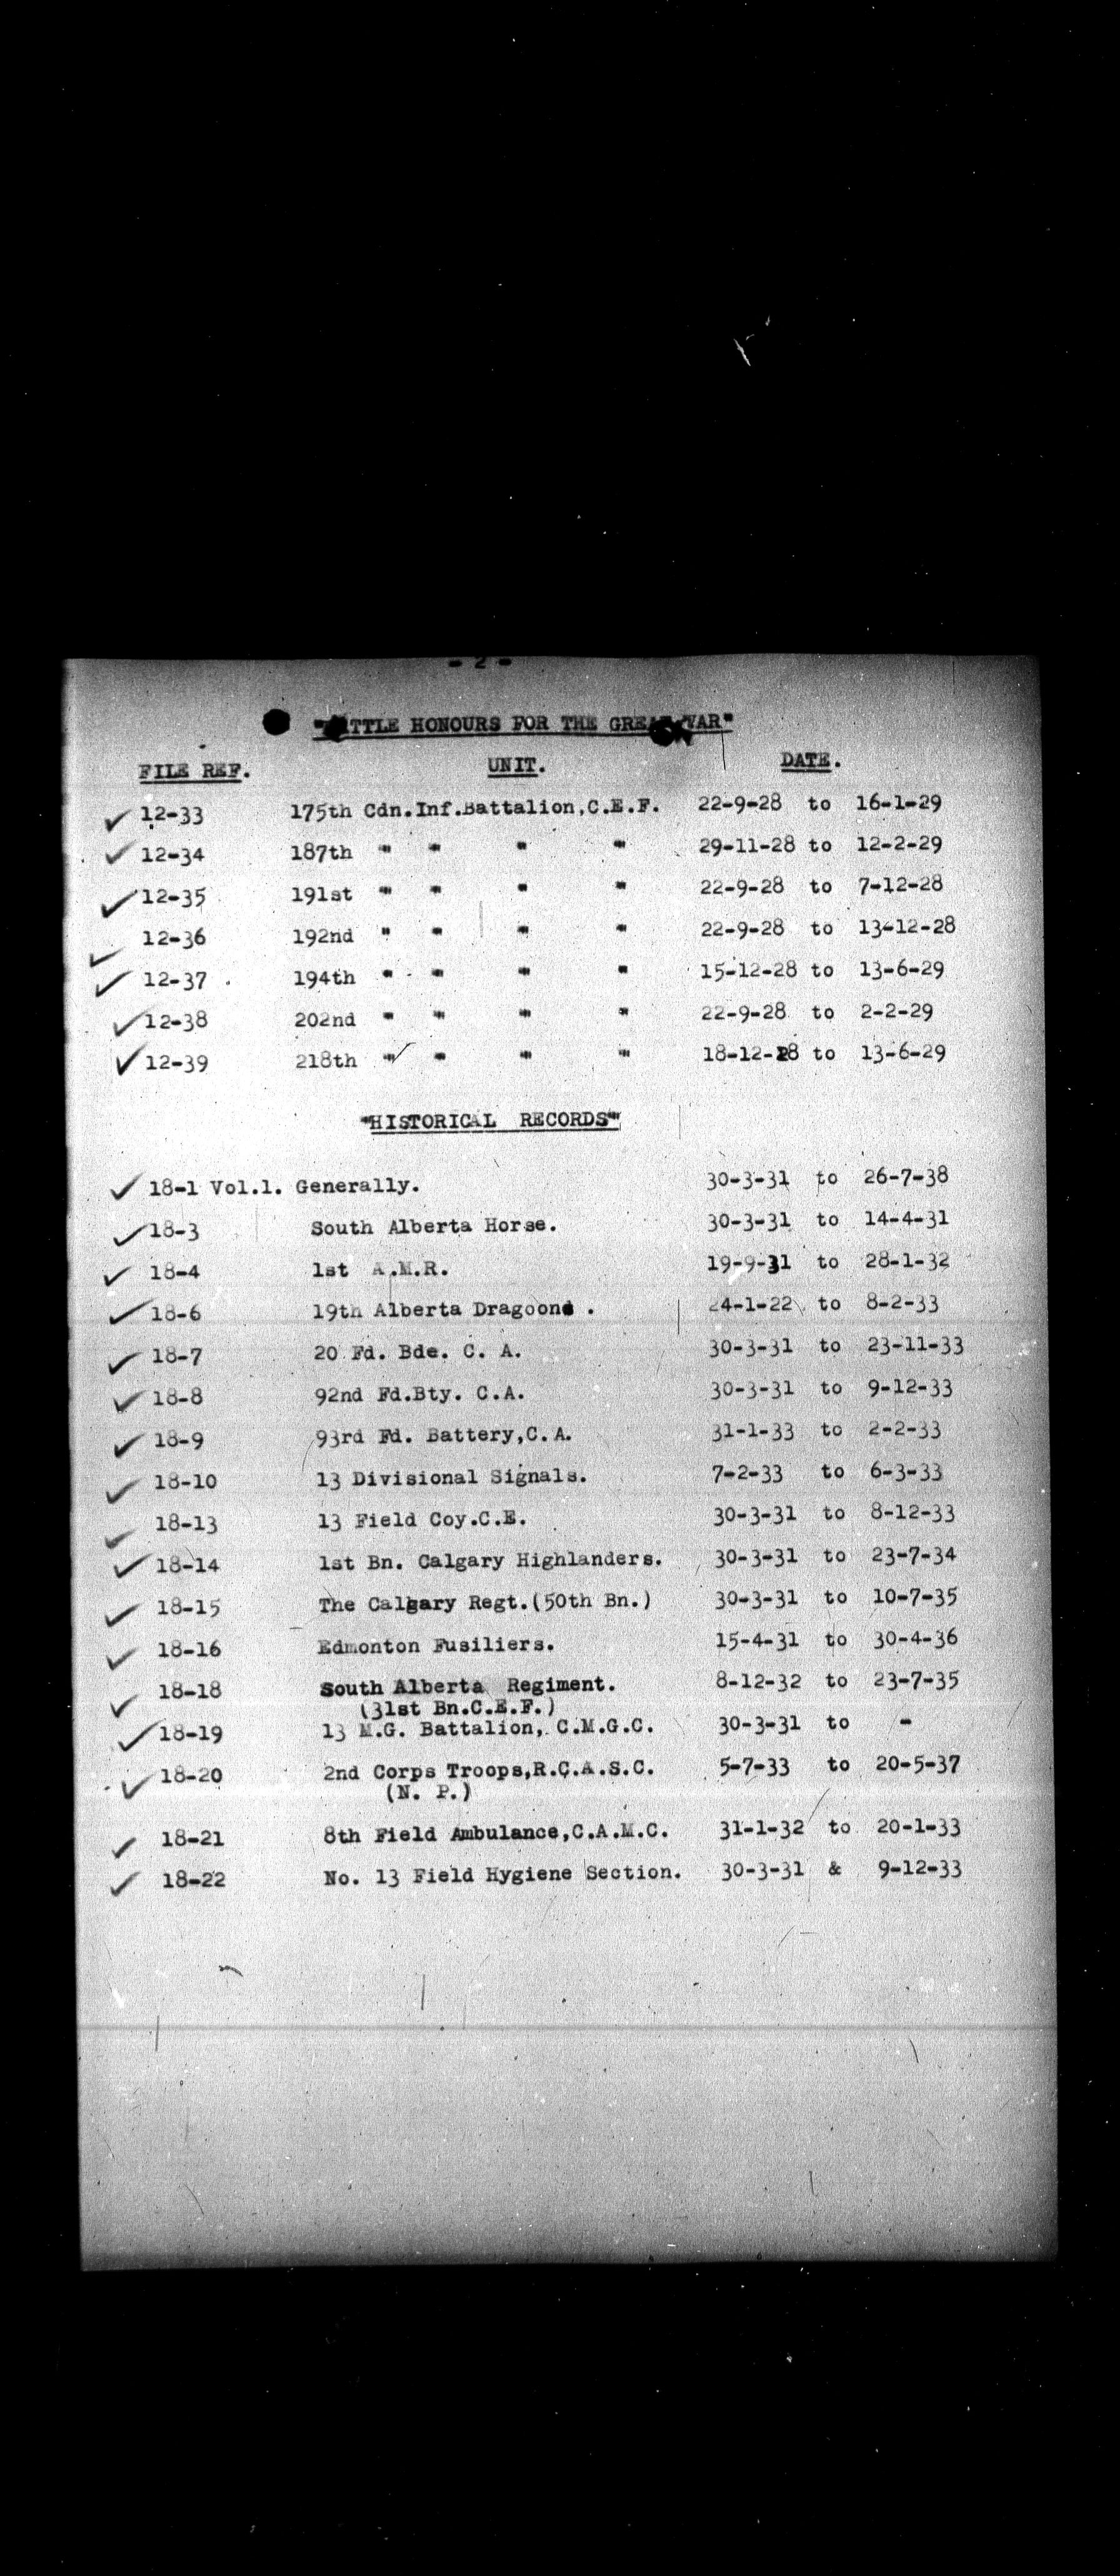 - 2 -
"BATTLE HONOURS FOR THE GREAT WAR"
FILE REF. UNIT. DATE.
12-33 175th Cdn.Inf.Battalion,C.E.F. 22-9-28 to 16-1-29
12-34 187th " " " " 29-11-28 to 12-2-29
12-35 191st " " " " 22-9-28 to 7-12-28
12-36 192nd " " " " 22-9-28 to 13-12-28
12-37 194th " " " " 15-12-28 to 13-6-29
12-38 202nd " " " " 22-9-28 to 2-2-29
12-39 218th " " " " 18-12-28 to 13-6-29
"HISTORICAL RECORDS"
18-1 Vol.1. Generally. 30-3-31 to 26-7-38
18-3 South Alberta Horse. 30-3-31 to 14-4-31
18-4 1st A.M.R. 19-9-31 to 28-1-32
18-6 19th Alberta Dragoons . 24-1-22 to 8-2-33
18-7 20 Fd. Bde. C. A. 30-3-31 to 23-11-33
18-8 92nd Fd.Bty. C.A. 30-3-31 to 9-12-33
18-9 93rd Fd. Battery,C.A. 31-1-33 to 2-2-33
18-10 13 Divisional Signals. 7-2-33 to 6-3-33
18-13 13 Field Coy.C.E. 30-3-31 to 8-12-33
18-14 1st Bn. Calgary Highlanders. 30-3-31 to 23-7-34
18-15 The Calgary Regt.(50th Bn.) 30-3-31 to 10-7-35
18-16 Edmonton Fusiliers. 15-4-31 to 30-4-36
18-18 South Alberta Regiment. 8-12-32 to 23-7-35
(31st Bn.C.E.F.)
18-19 13 M.G. Battalion, C.M.G.C. 30-3-31 to -
18-20 2nd Corps Troops,R.C.A.S.C. 5-7-33 to 20-5-37
(N. P.)
18-21 8th Field Ambulance,C.A.M.C. 31-1-32 to 20-1-33
18-22 No. 13 Field Hygiene Section. 30-3-31 & 9-12-33